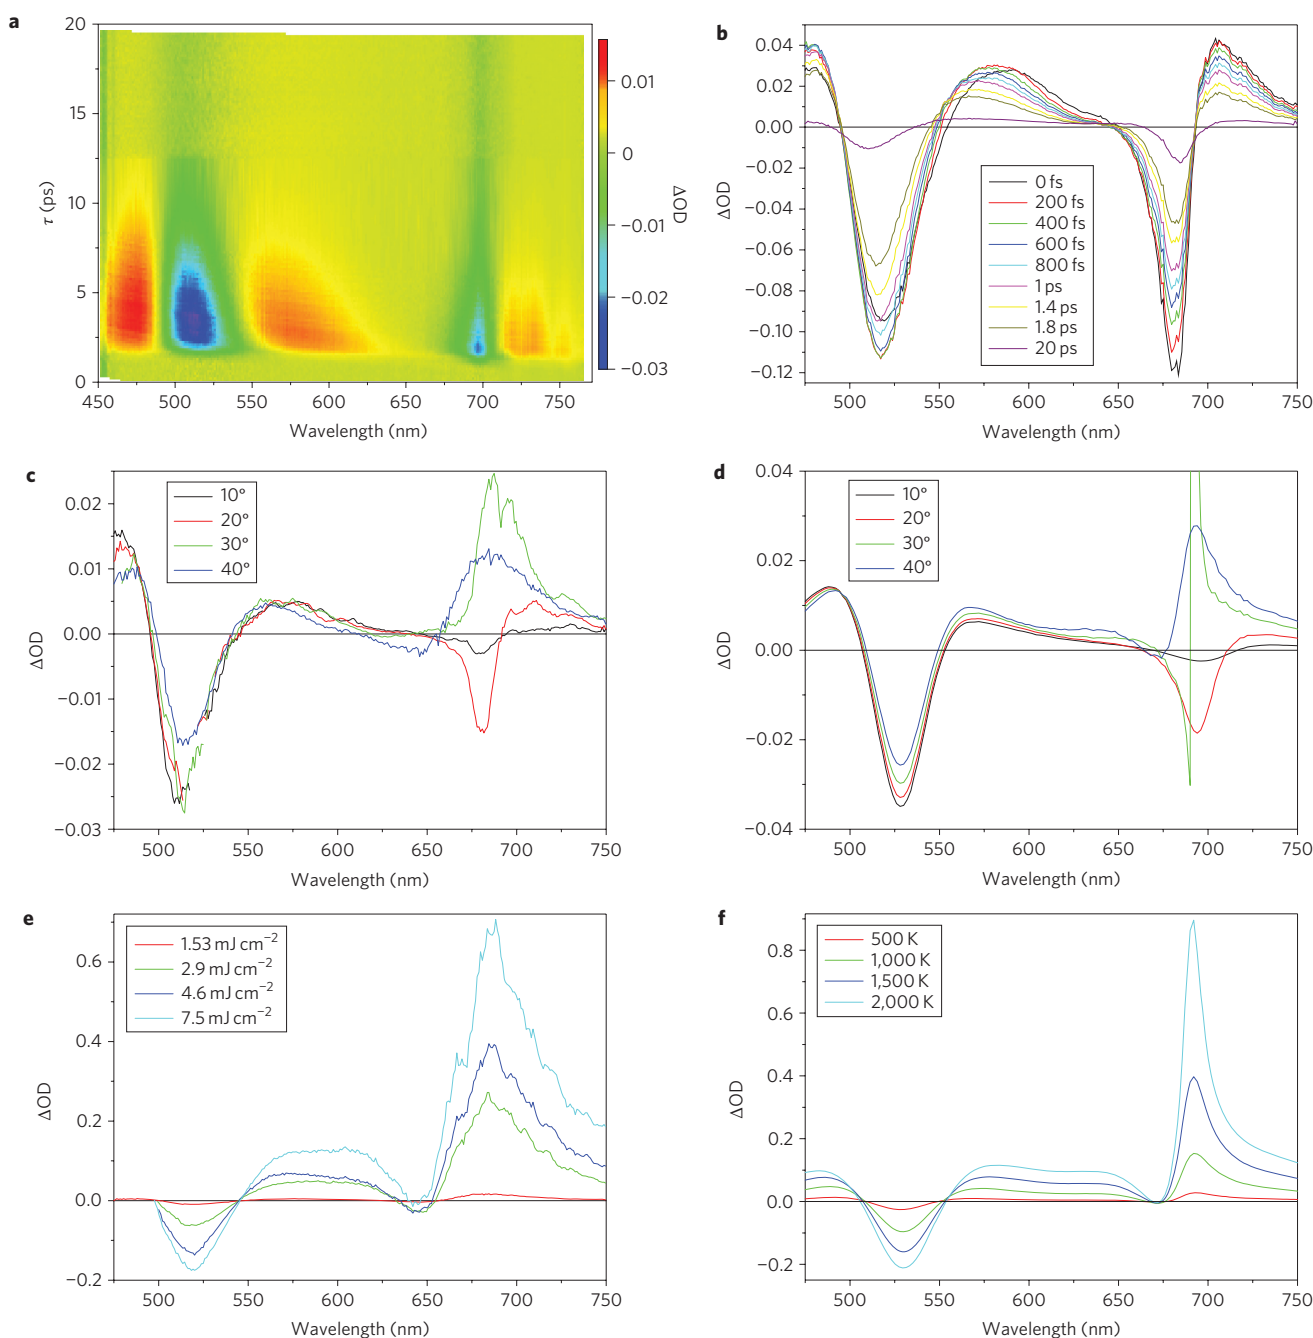 a
20
15
10
5
0
τ (ps)
450 500 550 600 650 700 750
Wavelength (nm)
0.01
0
−0.01
−0.02
−0.03
ΔOD
b
0.04
0.02
0.00
−0.02
−0.04
−0.06
−0.08
−0.10
−0.12
ΔOD
0 fs
200 fs
400 fs
600 fs
800 fs
1 ps
1.4 ps
1.8 ps
20 ps
500 550 600 650 700 750
Wavelength (nm)
c
0.02
0.01
0.00
−0.01
−0.02
−0.03
ΔOD
10°
20°
30°
40°
500 550 600 650 700 750
Wavelength (nm)
d
0.04
0.02
0.00
−0.02
−0.04
ΔOD
10°
20°
30°
40°
500 550 600 650 700 750
Wavelength (nm)
e
0.6
0.4
0.2
0.0
−0.2
ΔOD
1.53 mJ cm⁻²
2.9 mJ cm⁻²
4.6 mJ cm⁻²
7.5 mJ cm⁻²
500 550 600 650 700 750
Wavelength (nm)
f
0.8
0.6
0.4
0.2
0.0
−0.2
ΔOD
500 K
1,000 K
1,500 K
2,000 K
500 550 600 650 700 750
Wavelength (nm)